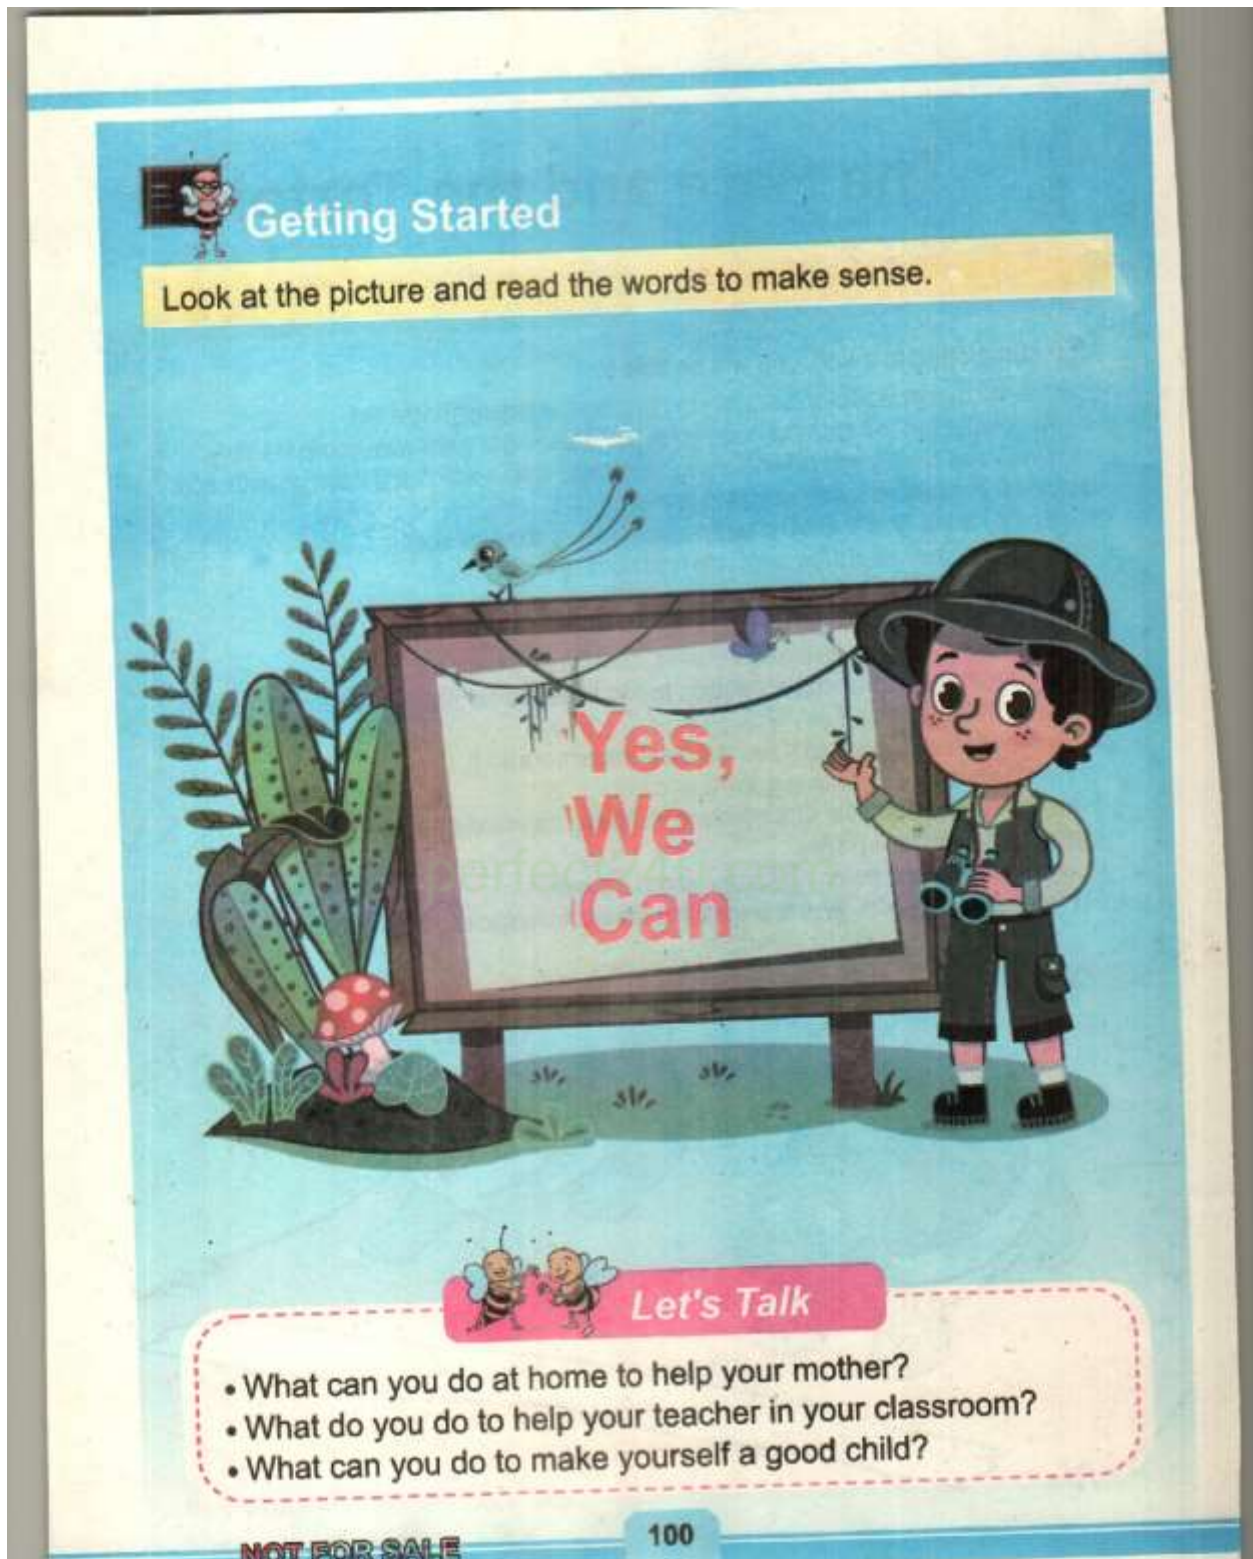 Getting Started
Look at the picture and read the words to make sense.
Yes,
We
Can
Let's Talk
• What can you do at home to help your mother?
• What do you do to help your teacher in your classroom?
• What can you do to make yourself a good child?
NOT FOR SALE
100